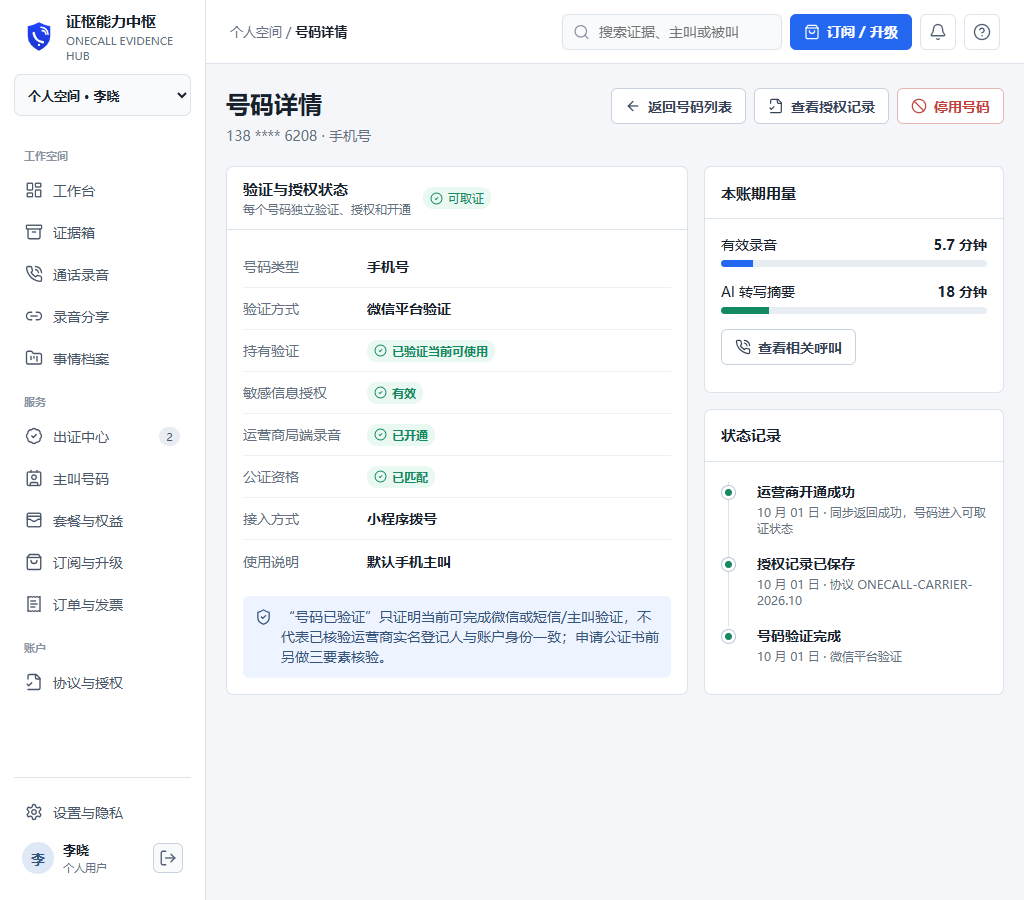 证枢能力中枢
ONECALL EVIDENCE
HUB
个人空间 • 李晓
工作空间
工作台
证据箱
通话录音
录音分享
事情档案
服务
出证中心
2
主叫号码
套餐与权益
订阅与升级
订单与发票
账户
协议与授权
设置与隐私
李
李晓
个人用户
个人空间 / 号码详情
搜索证据、主叫或被叫
订阅 / 升级
号码详情
138 **** 6208 · 手机号
返回号码列表
查看授权记录
停用号码
验证与授权状态
每个号码独立验证、授权和开通
可取证
号码类型
手机号
验证方式
微信平台验证
持有验证
已验证当前可使用
敏感信息授权
有效
运营商局端录音
已开通
公证资格
已匹配
接入方式
小程序拨号
使用说明
默认手机主叫
“号码已验证”只证明当前可完成微信或短信/主叫验证，不
代表已核验运营商实名登记人与账户身份一致；申请公证书前
另做三要素核验。
本账期用量
有效录音
5.7 分钟
AI 转写摘要
18 分钟
查看相关呼叫
状态记录
运营商开通成功
10 月 01 日 · 同步返回成功，号码进入可取
证状态
授权记录已保存
10 月 01 日 · 协议 ONECALL-CARRIER-
2026.10
号码验证完成
10 月 01 日 · 微信平台验证